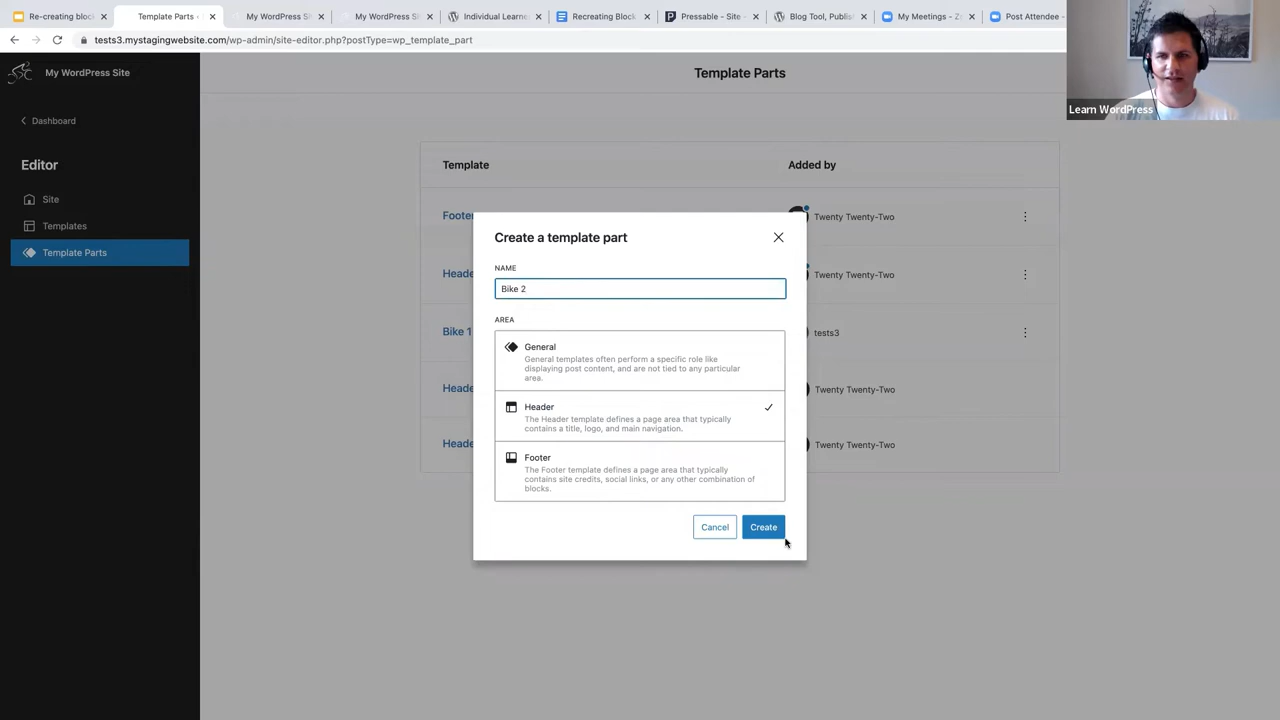 Re-creating block
Template Parts ‹
My WordPress Si
My WordPress Si
Individual Learne
Recreating Block
Pressable - Site
Blog Tool, Publis
My Meetings - Z
Post Attendee -
tests3.mystagingwebsite.com/wp-admin/site-editor.php?postType=wp_template_part
Learn WordPress
My WordPress Site
Dashboard
Editor
Site
Templates
Template Parts
Template Parts
Template
Added by
Footer
Twenty Twenty-Two
Heade
Twenty Twenty-Two
Bike 1
tests3
Heade
Twenty Twenty-Two
Heade
Twenty Twenty-Two
Create a template part
NAME
Bike 2
AREA
General
General templates often perform a specific role like
displaying post content, and are not tied to any particular
area.
Header
The Header template defines a page area that typically
contains a title, logo, and main navigation.
Footer
The Footer template defines a page area that typically
contains site credits, social links, or any other combination of
blocks.
Cancel
Create